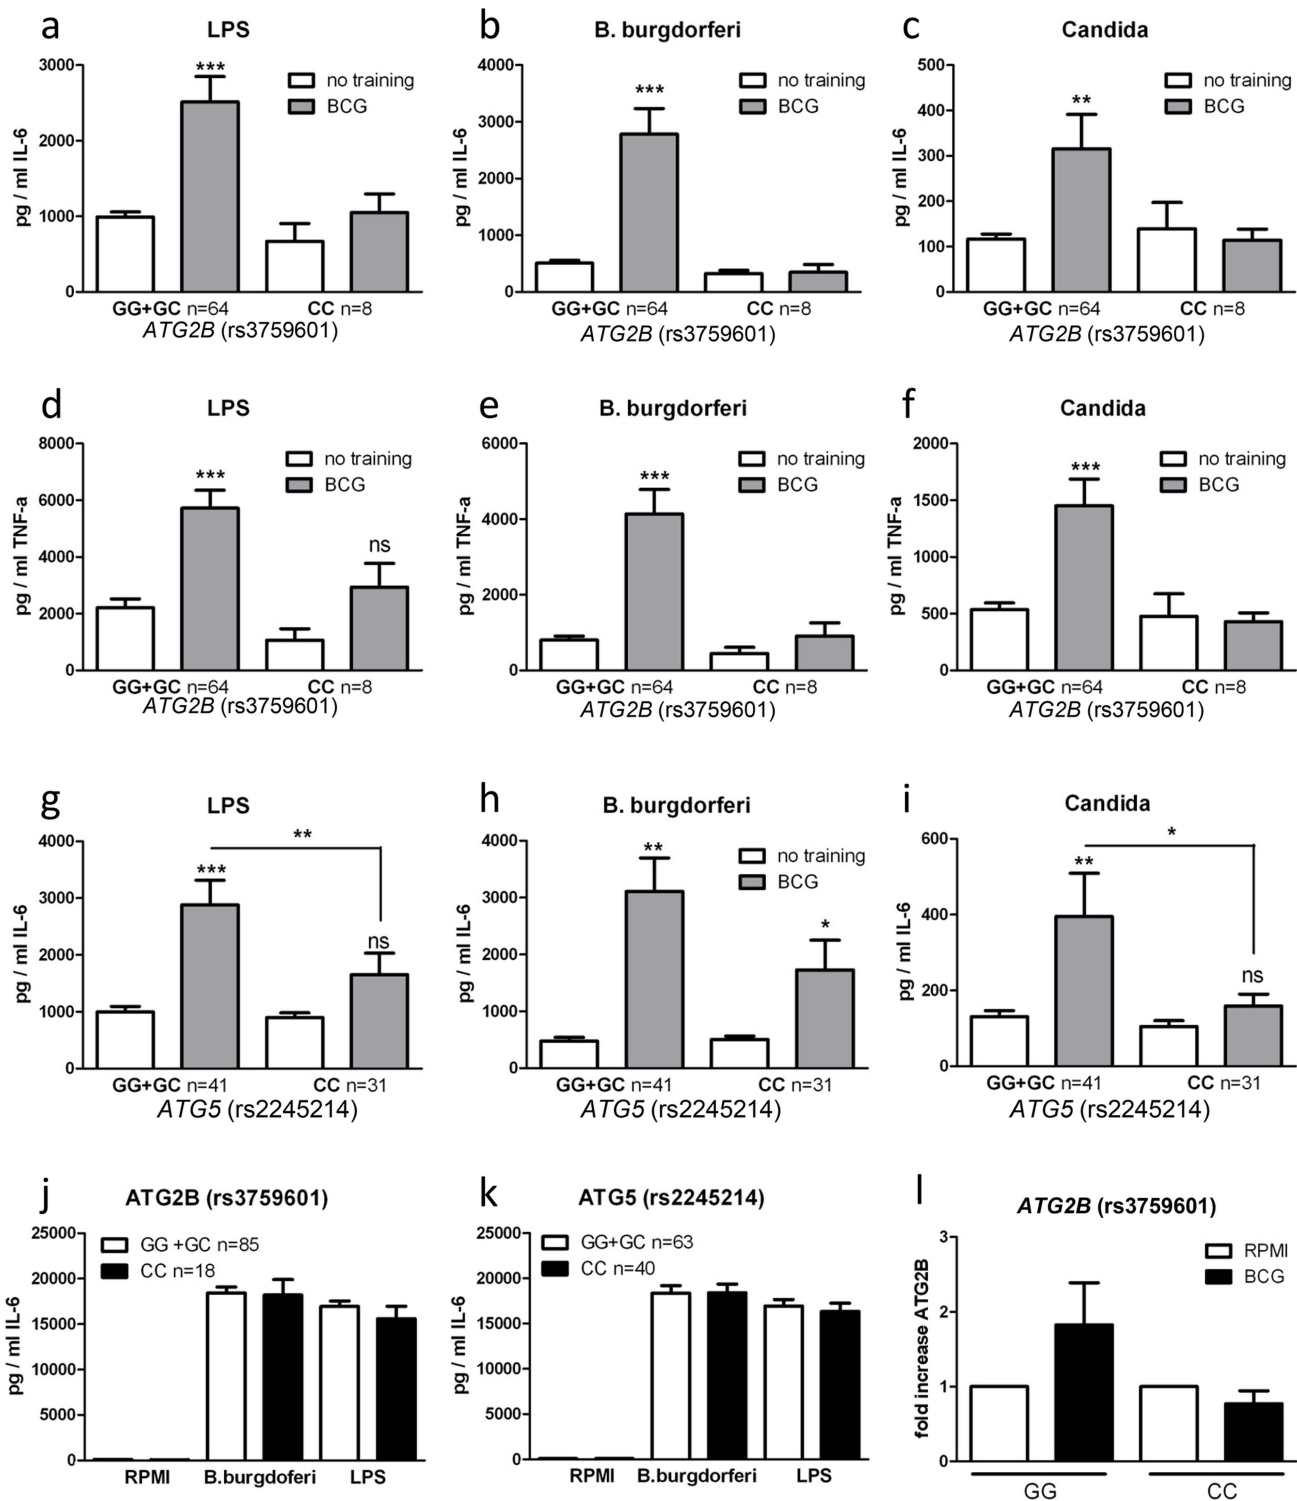 a
LPS
3000
2000
1000
0
pg / ml IL-6
***
no training
BCG
GG+GC n=64
CC n=8
ATG2B (rs3759601)
b
B. burgdorferi
4000
3000
2000
1000
0
pg / ml IL-6
***
no training
BCG
GG+GC n=64
CC n=8
ATG2B (rs3759601)
c
Candida
500
400
300
200
100
0
pg / ml IL-6
**
no training
BCG
GG+GC n=64
CC n=8
ATG2B (rs3759601)
d
LPS
8000
6000
4000
2000
0
pg / ml TNF-a
***
ns
no training
BCG
GG+GC n=64
CC n=8
ATG2B (rs3759601)
e
B. burgdorferi
6000
4000
2000
0
pg / ml TNF-a
***
no training
BCG
GG+GC n=64
CC n=8
ATG2B (rs3759601)
f
Candida
2000
1500
1000
500
0
pg / ml TNF-a
***
no training
BCG
GG+GC n=64
CC n=8
ATG2B (rs3759601)
g
LPS
4000
3000
2000
1000
0
pg / ml IL-6
**
***
ns
GG+GC n=41
CC n=31
ATG5 (rs2245214)
h
B. burgdorferi
4000
3000
2000
1000
0
pg / ml IL-6
**
*
no training
BCG
GG+GC n=41
CC n=31
ATG5 (rs2245214)
i
Candida
600
400
200
0
pg / ml IL-6
*
**
ns
GG+GC n=41
CC n=31
ATG5 (rs2245214)
j
ATG2B (rs3759601)
25000
20000
15000
10000
5000
0
pg / ml IL-6
GG +GC n=85
CC n=18
RPMI
B.burgdoferi
LPS
k
ATG5 (rs2245214)
25000
20000
15000
10000
5000
0
pg / ml IL-6
GG+GC n=63
CC n=40
RPMI
B.burgdorferi
LPS
l
ATG2B (rs3759601)
3
2
1
0
fold increase ATG2B
RPMI
BCG
GG
CC